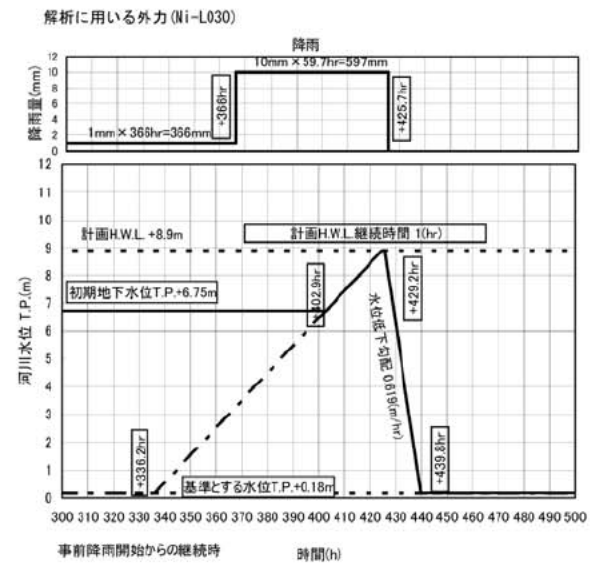 解析に用いる外力(Ni-L030)
降雨
降雨量(mm)
12
10
8
6
4
2
0
10mm×59.7hr=597mm
1mm×366hr=366mm
+366hr
+425.7hr
河川水位 T.P.(m)
12
11
10
9
8
7
6
5
4
3
2
1
0
計画H.W.L. +8.9m
計画H.W.L.継続時間 1(hr)
初期地下水位T.P.+6.75m
+402.9hr
+429.2hr
水位低下勾配 0.619(m/hr)
+336.2hr
+439.8hr
基準とする水位T.P.+0.18m
300 310 320 330 340 350 360 370 380 390 400 410 420 430 440 450 460 470 480 490 500
事前降雨開始からの継続時
時間(h)